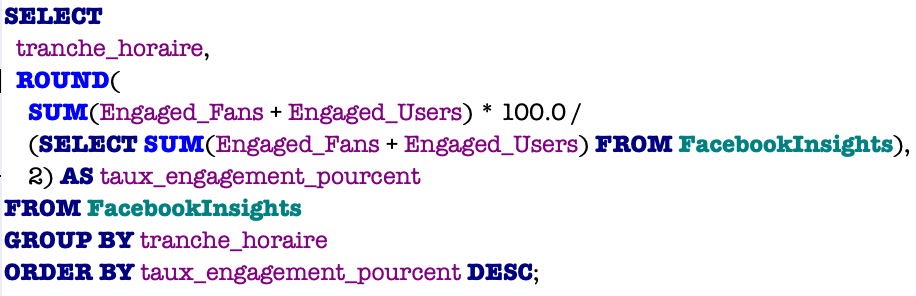 SELECT
tranche_horaire,
ROUND(
SUM(Engaged_Fans + Engaged_Users) * 100.0 /
(SELECT SUM(Engaged_Fans + Engaged_Users) FROM FacebookInsights),
2) AS taux_engagement_pourcent
FROM FacebookInsights
GROUP BY tranche_horaire
ORDER BY taux_engagement_pourcent DESC;